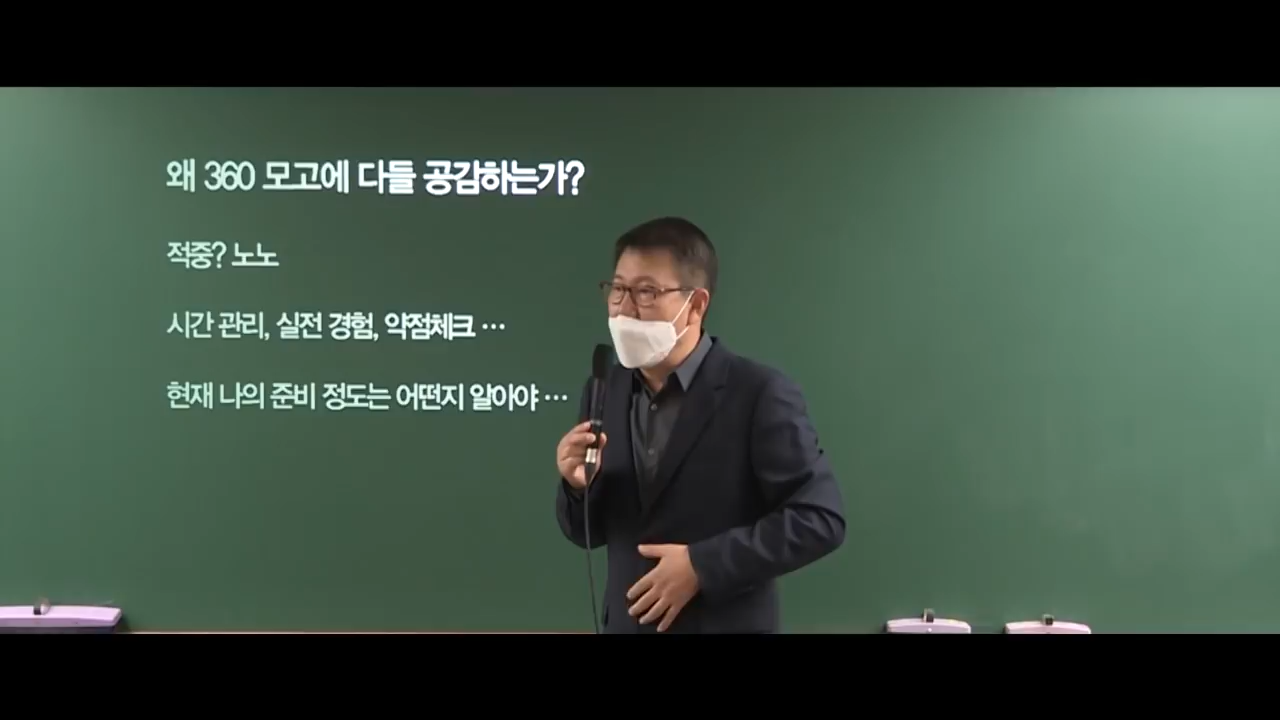 왜 360 모고에 다들 공감하는가?
적중? 노노
시간 관리, 실전 경험, 약점체크 …
현재 나의 준비 정도는 어떤지 알아야 …